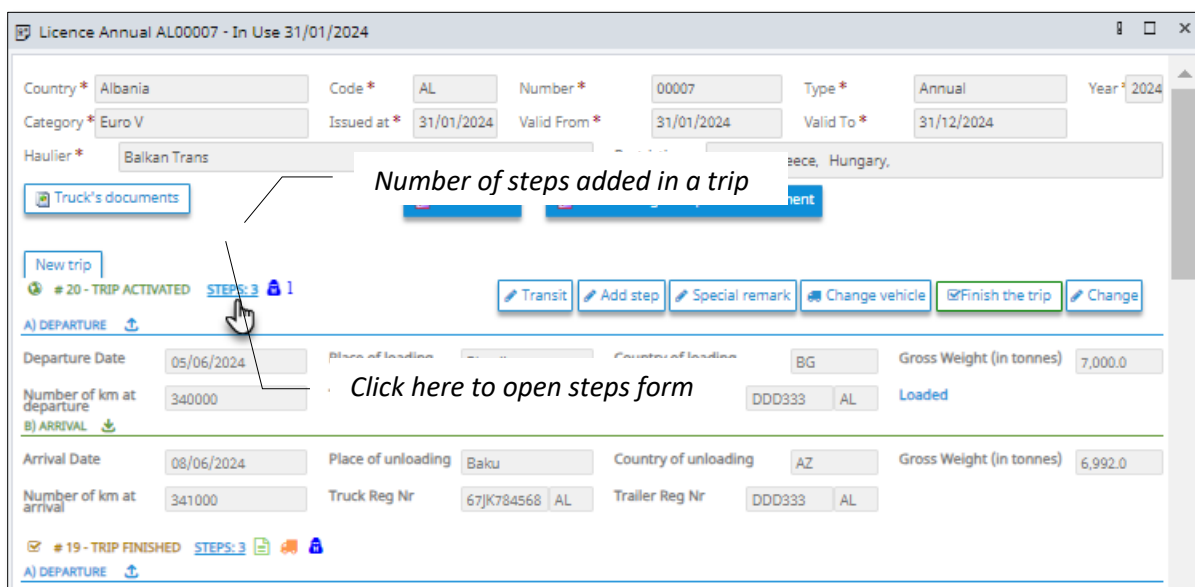 Licence Annual AL00007 - In Use 31/01/2024
Country * Albania Code * AL Number * 00007 Type * Annual Year * 2024
Category * Euro V Issued at * 31/01/2024 Valid From * 31/01/2024 Valid To * 31/12/2024
Haulier * Balkan Trans Hungary,
Number of steps added in a trip
Truck's documents
New trip
# 20 - TRIP ACTIVATED STEPS: 3 1 Transit Add step Special remark Change vehicle Finish the trip Change
A) DEPARTURE
Departure Date 05/06/2024 Place of loading Country of loading BG Gross Weight (in tonnes) 7,000.0
Click here to open steps form
Number of km at departure 340000 DDD333 AL Loaded
B) ARRIVAL
Arrival Date 08/06/2024 Place of unloading Baku Country of unloading AZ Gross Weight (in tonnes) 6,992.0
Number of km at arrival 341000 Truck Reg Nr 67JK784568 AL Trailer Reg Nr DDD333 AL
# 19 - TRIP FINISHED STEPS: 3
A) DEPARTURE